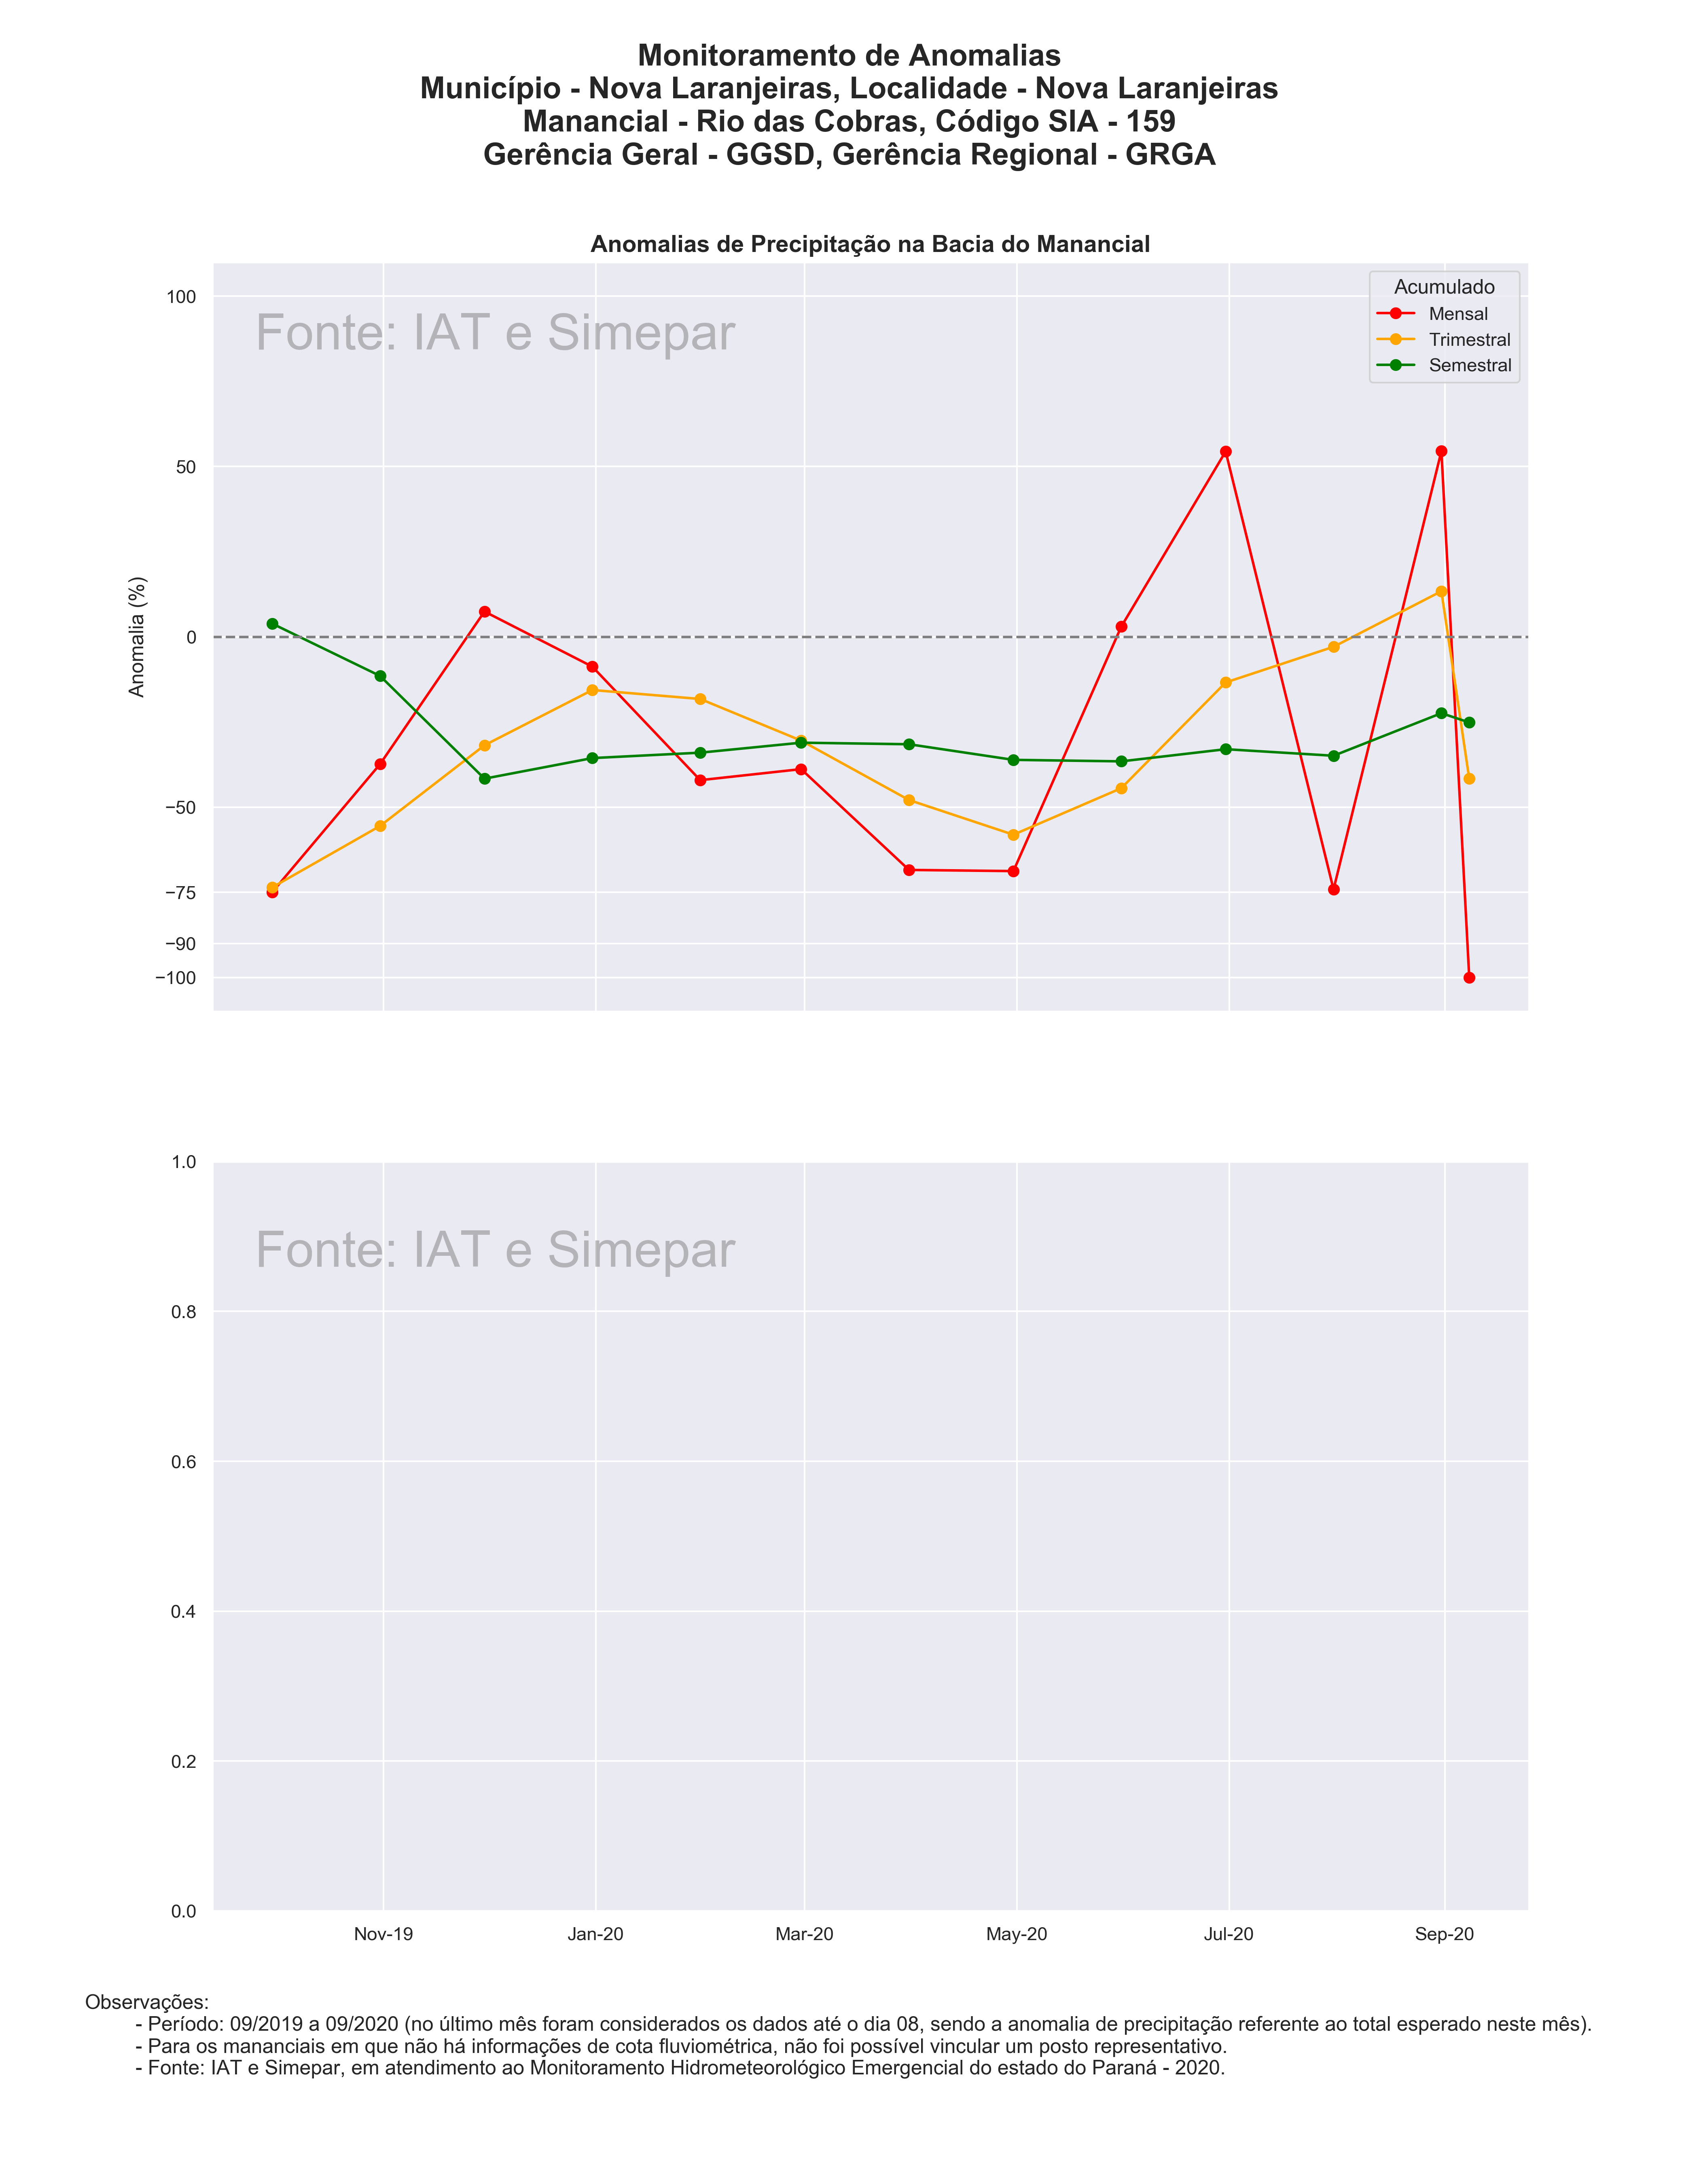 Monitoramento de Anomalias
Município - Nova Laranjeiras, Localidade - Nova Laranjeiras
Manancial - Rio das Cobras, Código SIA - 159
Gerência Geral - GGSD, Gerência Regional - GRGA
Anomalias de Precipitação na Bacia do Manancial
Fonte: IAT e Simepar
Acumulado
Mensal
Trimestral
Semestral
Anomalia (%)
100
50
0
−50
−75
−90
−100
Fonte: IAT e Simepar
1.0
0.8
0.6
0.4
0.2
0.0
Nov-19 Jan-20 Mar-20 May-20 Jul-20 Sep-20
Observações:
- Período: 09/2019 a 09/2020 (no último mês foram considerados os dados até o dia 08, sendo a anomalia de precipitação referente ao total esperado neste mês).
- Para os mananciais em que não há informações de cota fluviométrica, não foi possível vincular um posto representativo.
- Fonte: IAT e Simepar, em atendimento ao Monitoramento Hidrometeorológico Emergencial do estado do Paraná - 2020.